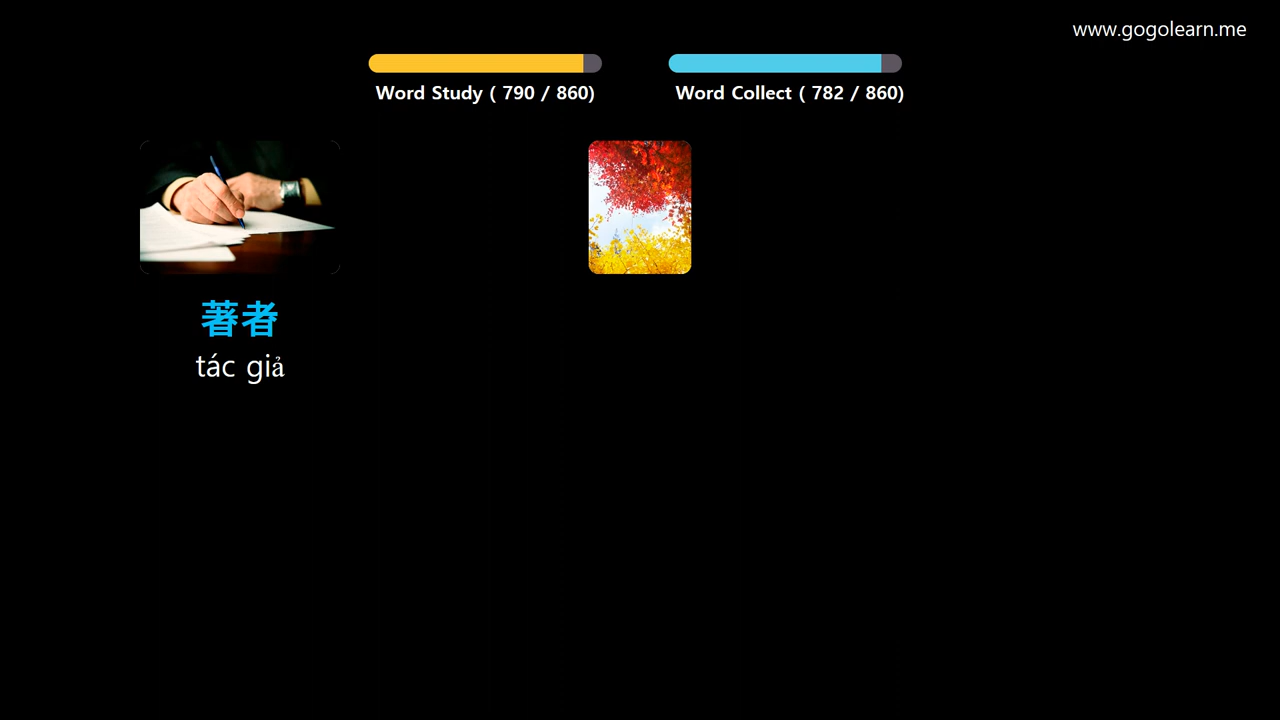 www.gogolearn.me
Word Study ( 790 / 860)
Word Collect ( 782 / 860)
著者
tác giả